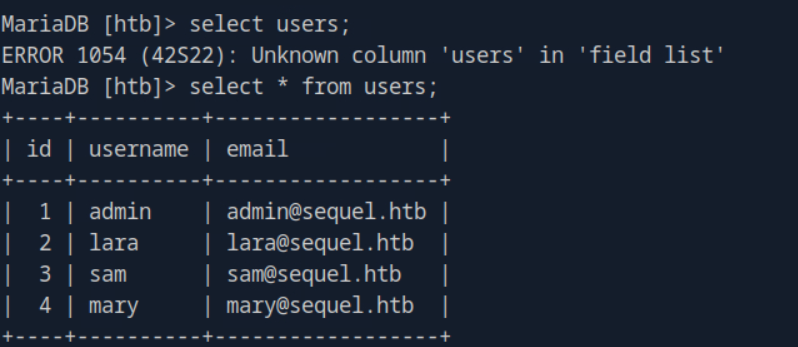 MariaDB [htb]> select users;
ERROR 1054 (42S22): Unknown column 'users' in 'field list'
MariaDB [htb]> select * from users;
+----+----------+------------------+
| id | username | email            |
+----+----------+------------------+
|  1 | admin    | admin@sequel.htb |
|  2 | lara     | lara@sequel.htb  |
|  3 | sam      | sam@sequel.htb   |
|  4 | mary     | mary@sequel.htb  |
+----+----------+------------------+